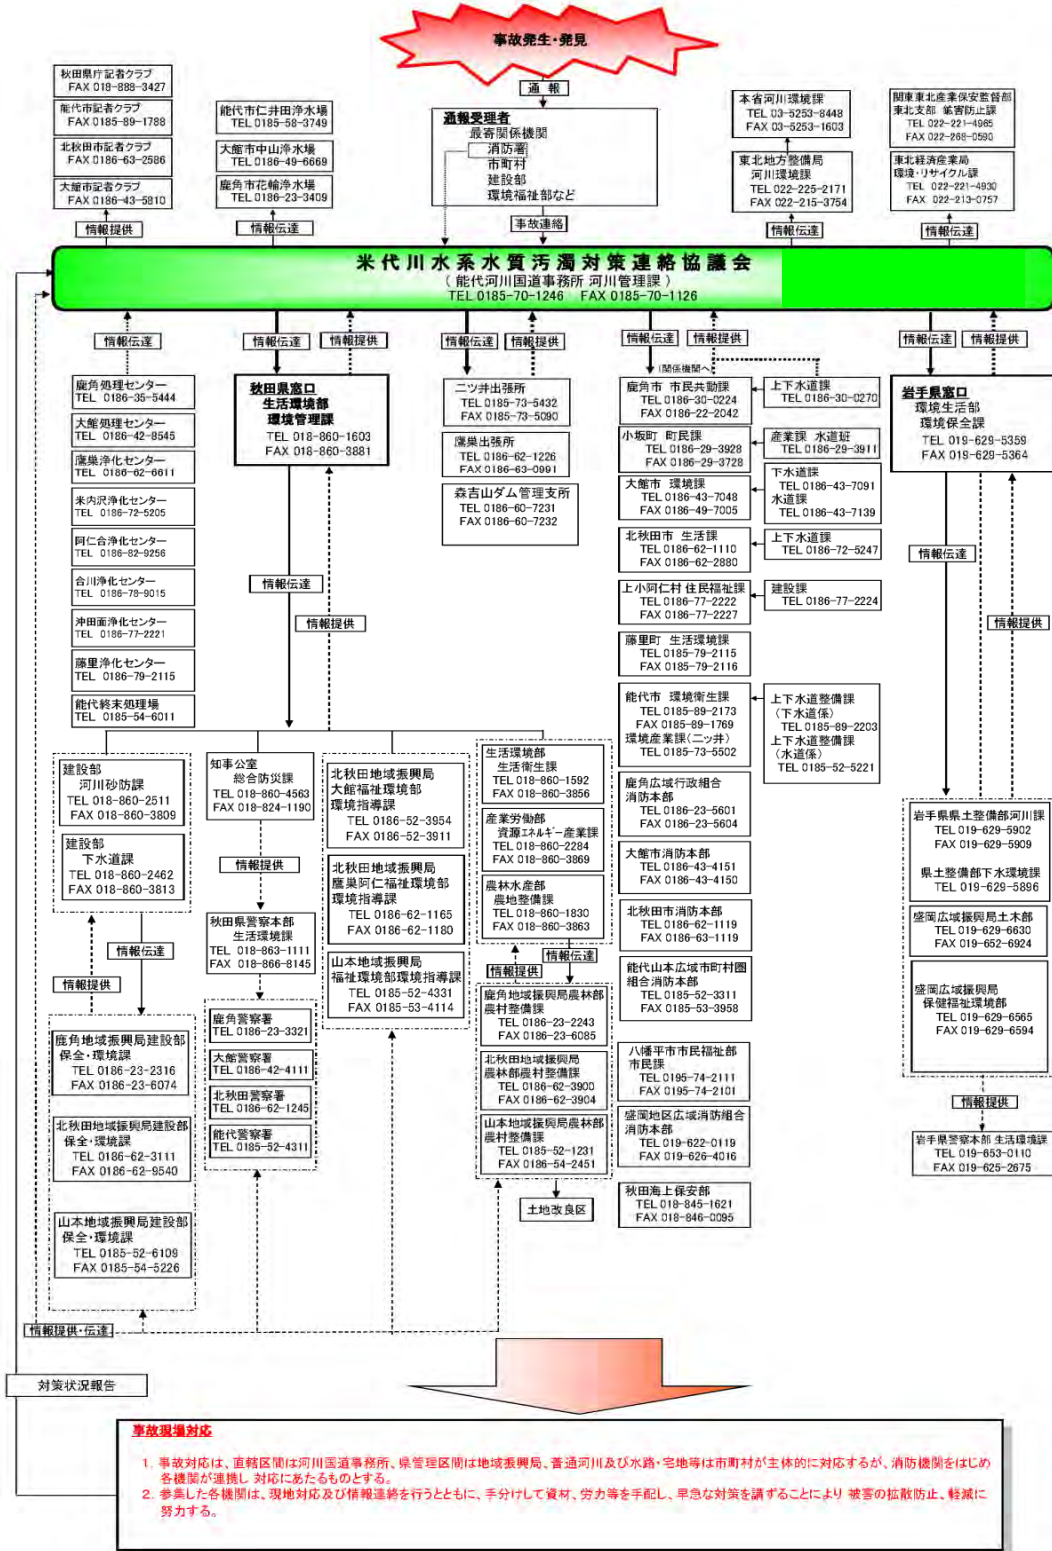 事故発生・発見
通 報
通報受理者
最寄関係機関
消防署
市町村
建設部
環境福祉部など
事故連絡
秋田県庁記者クラブ
FAX 018-888-3427
能代市記者クラブ
FAX 0185-89-1788
北秋田市記者クラブ
FAX 0186-63-2586
大館市記者クラブ
FAX 0186-43-5810
情報提供
能代市仁井田浄水場
TEL 0185-58-3749
大館市中山浄水場
TEL 0186-49-6669
鹿角市花輪浄水場
TEL 0186-23-3409
情報伝達
本省河川環境課
TEL 03-5253-8448
FAX 03-5253-1603
東北地方整備局
河川環境課
TEL 022-225-2171
FAX 022-215-3754
情報伝達
関東東北産業保安監督部
東北支部 鉱害防止課
TEL 022-221-4965
FAX 022-268-0590
東北経済産業局
環境・リサイクル課
TEL 022-221-4930
FAX 022-213-0757
情報伝達
米代川水系水質汚濁対策連絡協議会
( 能代河川国道事務所 河川管理課 )
TEL 0185-70-1246 FAX 0185-70-1126
情報伝達
鹿角処理センター
TEL 0186-35-5444
大館処理センター
TEL 0186-42-8545
鷹巣浄化センター
TEL 0186-62-6611
米内沢浄化センター
TEL 0186-72-5205
阿仁合浄化センター
TEL 0186-82-9256
合川浄化センター
TEL 0186-78-9015
沖田面浄化センター
TEL 0186-77-2221
藤里浄化センター
TEL 0186-79-2115
能代終末処理場
TEL 0185-54-6011
情報伝達
情報提供
秋田県窓口
生活環境部
環境管理課
TEL 018-860-1603
FAX 018-860-3881
情報伝達
情報提供
情報伝達
情報提供
二ツ井出張所
TEL 0185-73-5432
FAX 0185-73-5090
鷹巣出張所
TEL 0186-62-1226
FAX 0186-63-0991
森吉山ダム管理支所
TEL 0186-60-7231
FAX 0186-60-7232
情報伝達
情報提供
(関係機関へ)
鹿角市 市民共動課
TEL 0186-30-0224
FAX 0186-22-2042
上下水道課
TEL 0186-30-0270
小坂町 町民課
TEL 0186-29-3928
FAX 0186-29-3728
産業課 水道班
TEL 0186-29-3911
大館市 環境課
TEL 0186-43-7048
FAX 0186-49-7005
下水道課
TEL 0186-43-7091
水道課
TEL 0186-43-7139
北秋田市 生活課
TEL 0186-62-1110
FAX 0186-62-2880
上下水道課
TEL 0186-72-5247
上小阿仁村 住民福祉課
TEL 0186-77-2222
FAX 0186-77-2227
建設課
TEL 0186-77-2224
藤里町 生活環境課
TEL 0185-79-2115
FAX 0185-79-2116
能代市 環境衛生課
TEL 0185-89-2173
FAX 0185-89-1769
環境産業課(二ッ井)
TEL 0185-73-5502
上下水道整備課
(下水道係)
TEL 0185-89-2203
上下水道整備課
(水道係)
TEL 0185-52-5221
鹿角広域行政組合
消防本部
TEL 0186-23-5601
FAX 0186-23-5604
大館市消防本部
TEL 0186-43-4151
FAX 0186-43-4150
北秋田市消防本部
TEL 0186-62-1119
FAX 0186-63-1119
能代山本広域市町村圏
組合消防本部
TEL 0185-52-3311
FAX 0185-53-3958
八幡平市市民福祉部
市民課
TEL 0195-74-2111
FAX 0195-74-2101
盛岡地区広域消防組合
消防本部
TEL 019-622-0119
FAX 019-626-4016
秋田海上保安部
TEL 018-845-1621
FAX 018-846-0095
情報伝達
情報提供
岩手県窓口
環境生活部
環境保全課
TEL 019-629-5359
FAX 019-629-5364
情報伝達
情報提供
岩手県県土整備部河川課
TEL 019-629-5902
FAX 019-629-5909
県土整備部下水環境課
TEL 019-629-5896
盛岡広域振興局土木部
TEL 019-629-6630
FAX 019-652-6924
盛岡広域振興局
保健福祉環境部
TEL 019-629-6565
FAX 019-629-6594
情報提供
岩手県警察本部 生活環境課
TEL 019-653-0110
FAX 019-625-2675
建設部
河川砂防課
TEL 018-860-2511
FAX 018-860-3809
建設部
下水道課
TEL 018-860-2462
FAX 018-860-3813
情報伝達
情報提供
鹿角地域振興局建設部
保全・環境課
TEL 0186-23-2316
FAX 0186-23-6074
北秋田地域振興局建設部
保全・環境課
TEL 0186-62-3111
FAX 0186-62-9540
山本地域振興局建設部
保全・環境課
TEL 0185-52-6109
FAX 0185-54-5226
知事公室
総合防災課
TEL 018-860-4563
FAX 018-824-1190
情報提供
秋田県警察本部
生活環境課
TEL 018-863-1111
FAX 018-866-8145
鹿角警察署
TEL 0186-23-3321
大館警察署
TEL 0186-42-4111
北秋田警察署
TEL 0186-62-1245
能代警察署
TEL 0185-52-4311
北秋田地域振興局
大館福祉環境部
環境指導課
TEL 0186-52-3954
FAX 0186-52-3911
北秋田地域振興局
鷹巣阿仁福祉環境部
環境指導課
TEL 0186-62-1165
FAX 0186-62-1180
山本地域振興局
福祉環境部環境指導課
TEL 0185-52-4331
FAX 0185-53-4114
生活環境部
生活衛生課
TEL 018-860-1592
FAX 018-860-3856
産業労働部
資源エネルギー産業課
TEL 018-860-2284
FAX 018-860-3869
農林水産部
農地整備課
TEL 018-860-1830
FAX 018-860-3863
情報伝達
情報提供
鹿角地域振興局農林部
農村整備課
TEL 0186-23-2243
FAX 0186-23-6085
北秋田地域振興局
農林部農村整備課
TEL 0186-62-3900
FAX 0186-62-3904
山本地域振興局農林部
農村整備課
TEL 0185-52-1231
FAX 0186-54-2451
土地改良区
情報提供・伝達
対策状況報告
事故現場対応
1. 事故対応は、直轄区間は河川国道事務所、県管理区間は地域振興局、普通河川及び水路・宅地等は市町村が主体的に対応するが、消防機関をはじめ
各機関が連携し 対応にあたるものとする。
2. 参集した各機関は、現地対応及び情報連絡を行うとともに、手分けして資材、労力等を手配し、早急な対策を講ずることにより 被害の拡散防止、軽減に
努力する。